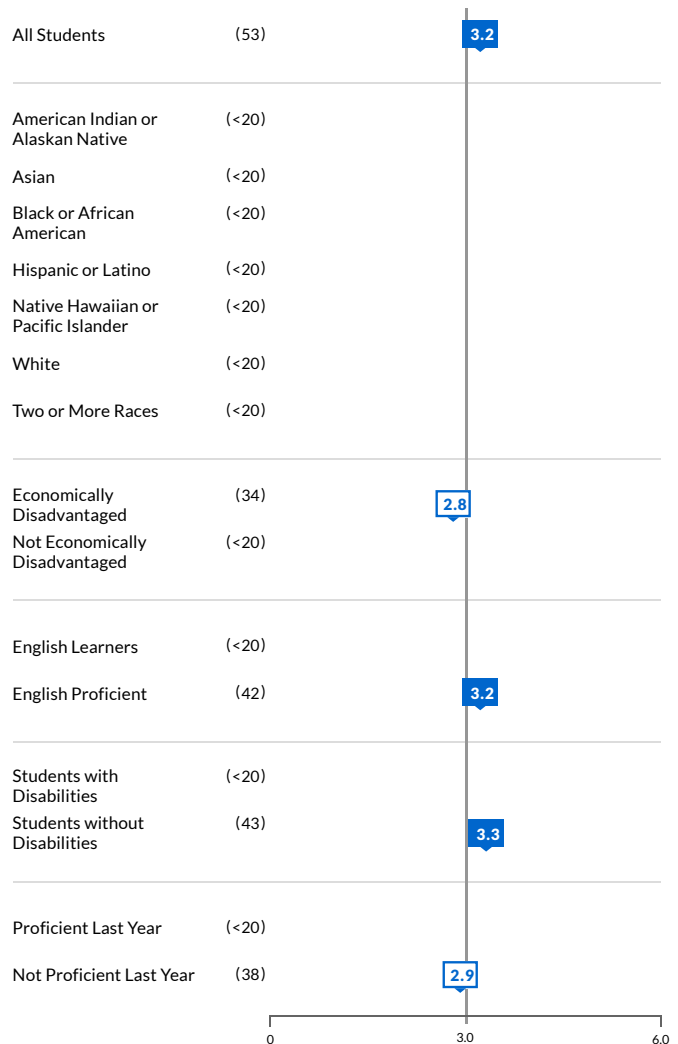 All Students (53) 3.2
American Indian or (<20)
Alaskan Native
Asian (<20)
Black or African (<20)
American
Hispanic or Latino (<20)
Native Hawaiian or (<20)
Pacific Islander
White (<20)
Two or More Races (<20)
Economically (34) 2.8
Disadvantaged
Not Economically (<20)
Disadvantaged
English Learners (<20)
English Proficient (42) 3.2
Students with (<20)
Disabilities
Students without (43) 3.3
Disabilities
Proficient Last Year (<20)
Not Proficient Last Year (38) 2.9
0 3.0 6.0